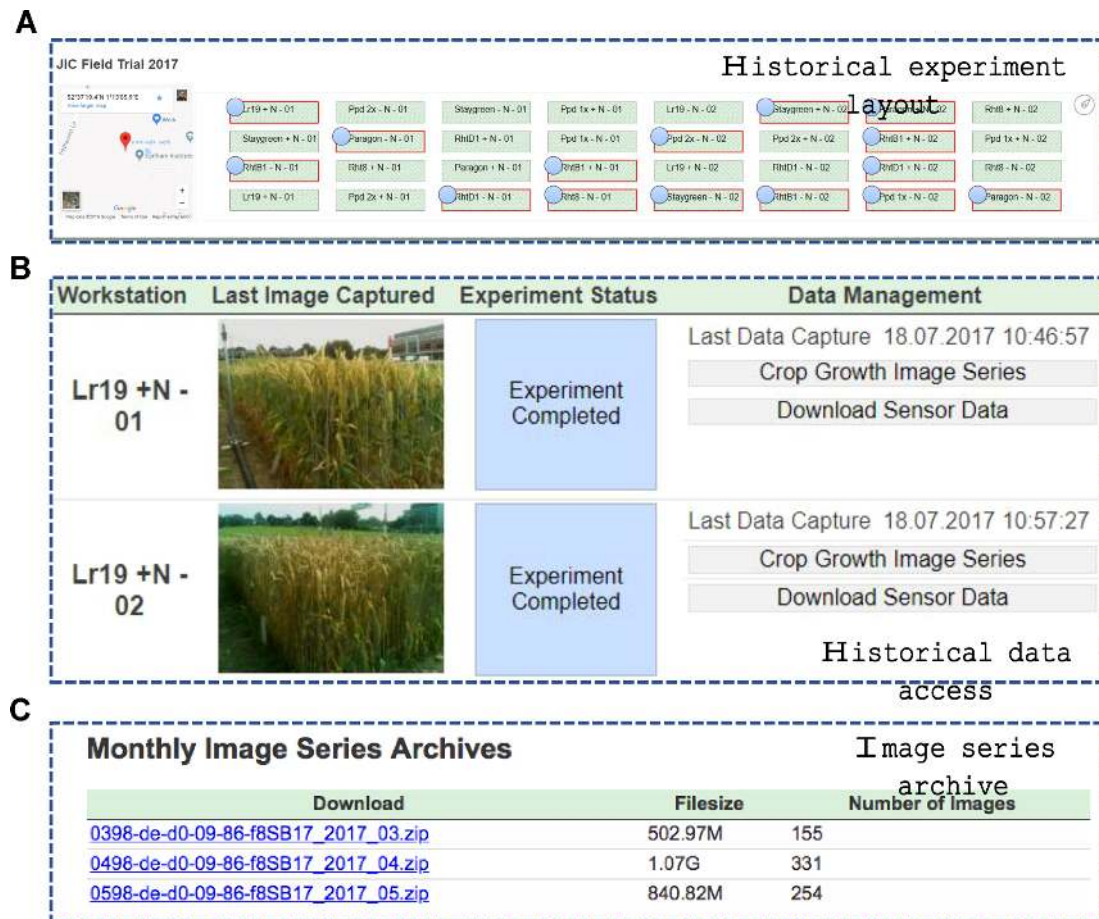 A
JIC Field Trial 2017
Historical experiment
layout
Lr19 + N - 01
Ppd 2x - N - 01
Staygreen - N - 01
Ppd 1x + N - 01
Lr19 - N - 02
Staygreen + N - 02
Paragon + N - 02
Rht8 + N - 02
Staygreen + N - 01
Paragon - N - 01
RhtD1 + N - 01
Ppd 1x - N - 01
Ppd 2x - N - 02
Ppd 2x + N - 02
RhtB1 + N - 02
Ppd 1x + N - 02
RhtB1 - N - 01
Rht8 + N - 01
Paragon + N - 01
RhtB1 + N - 01
Lr19 + N - 02
RhtD1 - N - 02
RhtD1 + N - 02
Rht8 - N - 02
Lr19 + N - 01
Ppd 2x + N - 01
RhtD1 - N - 01
Rht8 - N - 01
Staygreen - N - 02
RhtB1 - N - 02
Ppd 1x - N - 02
Paragon - N - 02
Google
B
Workstation Last Image Captured Experiment Status Data Management
Lr19 +N -
01
Experiment
Completed
Last Data Capture 18.07.2017 10:46:57
Crop Growth Image Series
Download Sensor Data
Lr19 +N -
02
Experiment
Completed
Last Data Capture 18.07.2017 10:57:27
Crop Growth Image Series
Download Sensor Data
Historical data
access
C
Monthly Image Series Archives
Image series
archive
Download Filesize Number of Images
0398-de-d0-09-86-f8SB17_2017_03.zip 502.97M 155
0498-de-d0-09-86-f8SB17_2017_04.zip 1.07G 331
0598-de-d0-09-86-f8SB17_2017_05.zip 840.82M 254